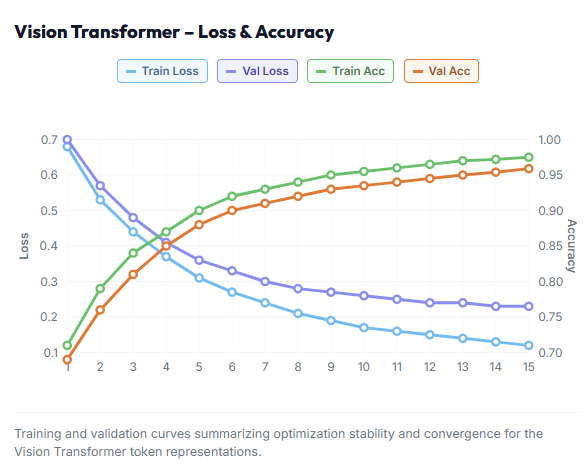 Vision Transformer – Loss & Accuracy
Train Loss Val Loss Train Acc Val Acc
0.7 1.00
0.6 0.95
0.5 0.90
Loss Accuracy
0.4 0.85
0.3 0.80
0.2 0.75
0.1 0.70
1 2 3 4 5 6 7 8 9 10 11 12 13 14 15
Training and validation curves summarizing optimization stability and convergence for the
Vision Transformer token representations.